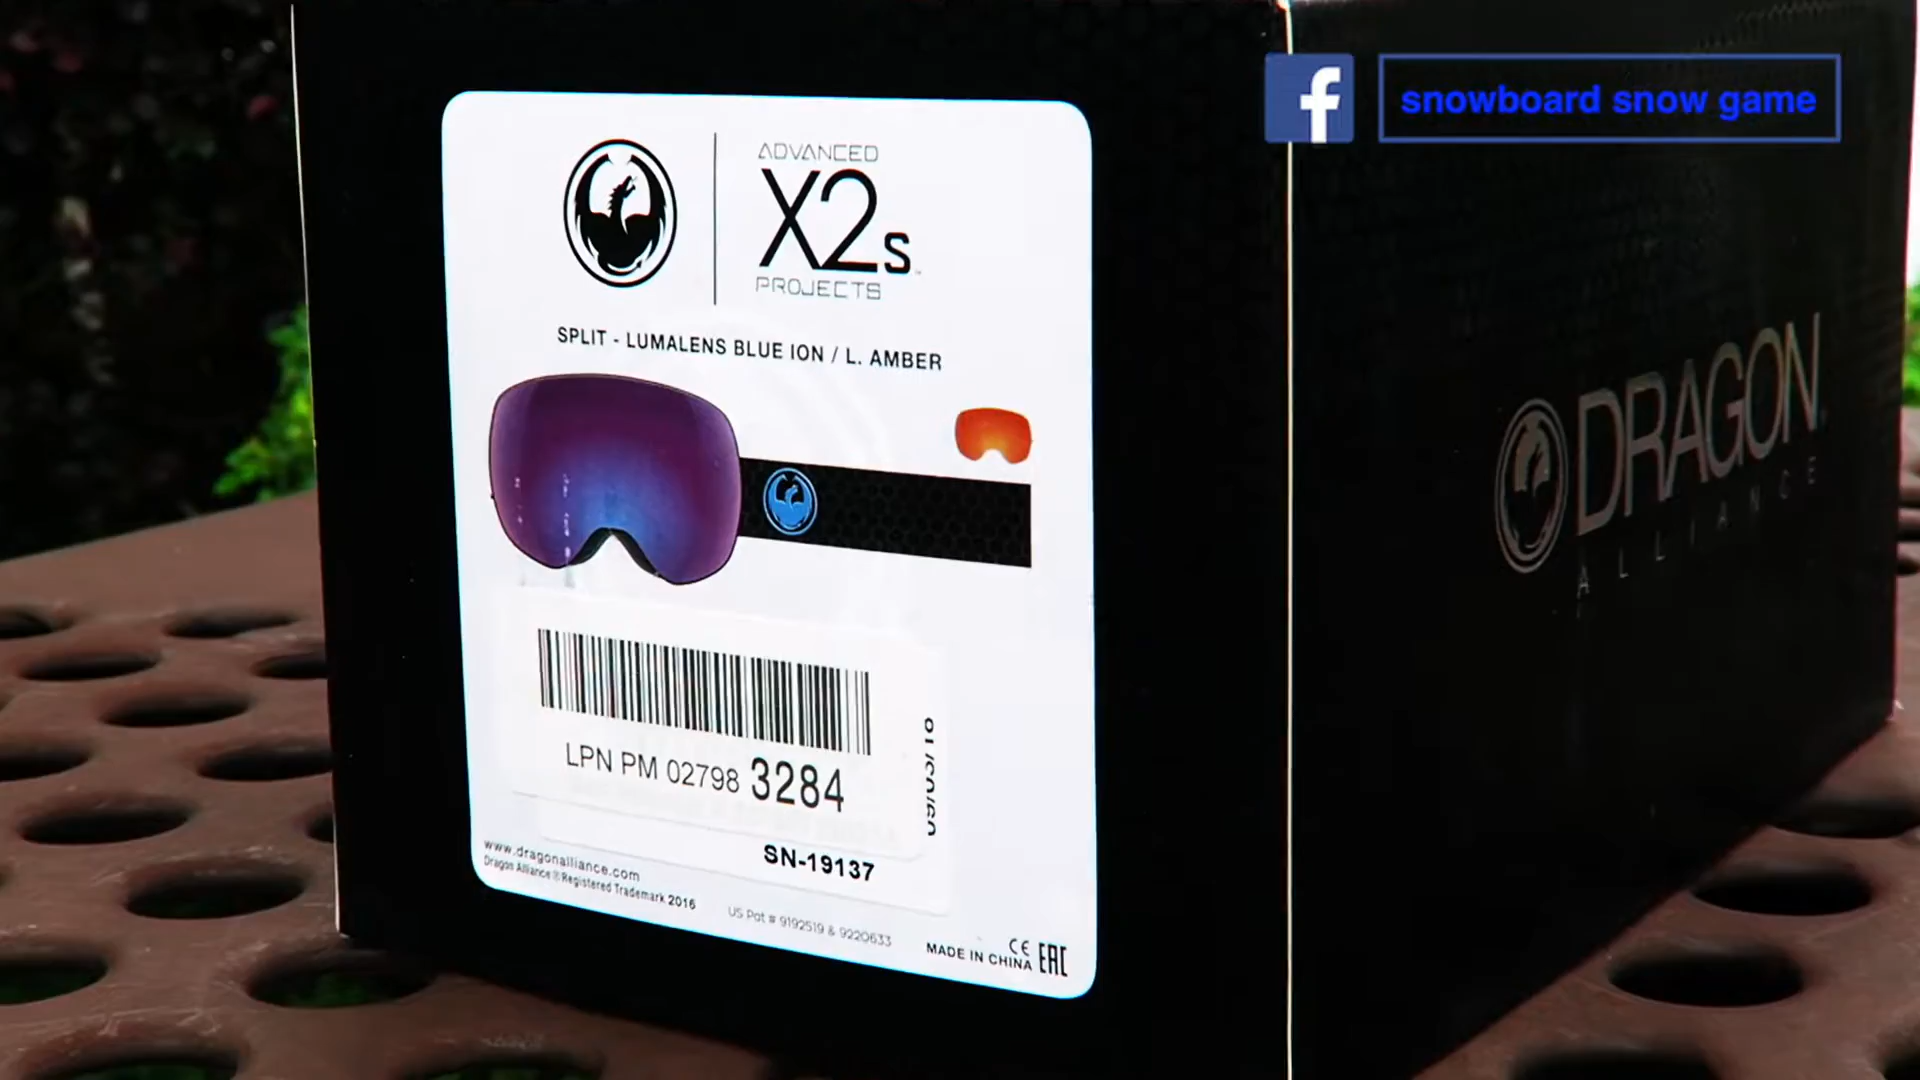 snowboard snow game
ADVANCED
X2s
PROJECTS
SPLIT - LUMALENS BLUE ION / L. AMBER
LPN PM 02798 3284
SN-19137
www.dragonalliance.com
Dragon Alliance ® Registered Trademark 2016
US Pat # 9192519 & 9220633
MADE IN CHINA CE EAC
DRAGON
ALLIANCE